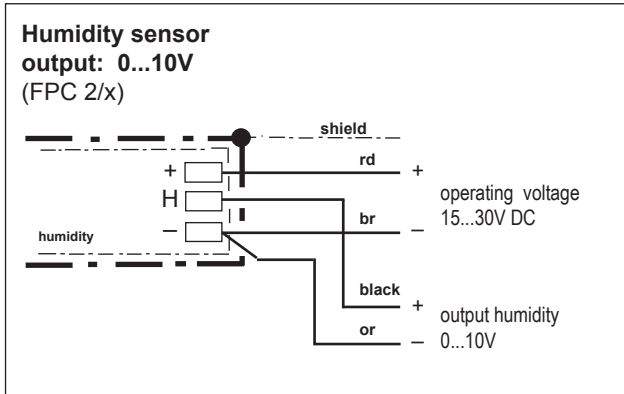 Humidity sensor
output: 0...10V
(FPC 2/x)
shield
rd
+ +
operating voltage
H
15...30V DC
br
humidity – –
black
+
output humidity
or –
0...10V